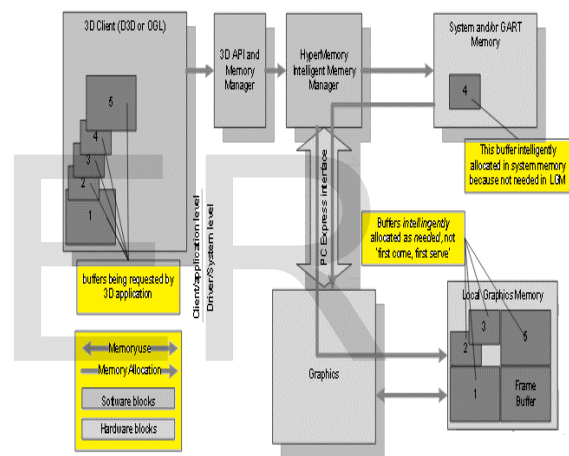 3D Client (D3D or OGL)
5
4
3
2
1
3D API and
Memory
Manager
HyperMemory
Intelligent Memory
Manager
System and/or GART
Memory
4
This buffer intelligently
allocated in system memory
because not needed in LGM
buffers being requested by
3D application
Client/application level
Driver/System level
PC Express interface
Buffers intellingently
allocated as needed, not
'first come, first serve'
Local Graphics Memory
3
2
5
1
Frame
Buffer
Graphics
Memory use
Memory Allocation
Software blocks
Hardware blocks
ER